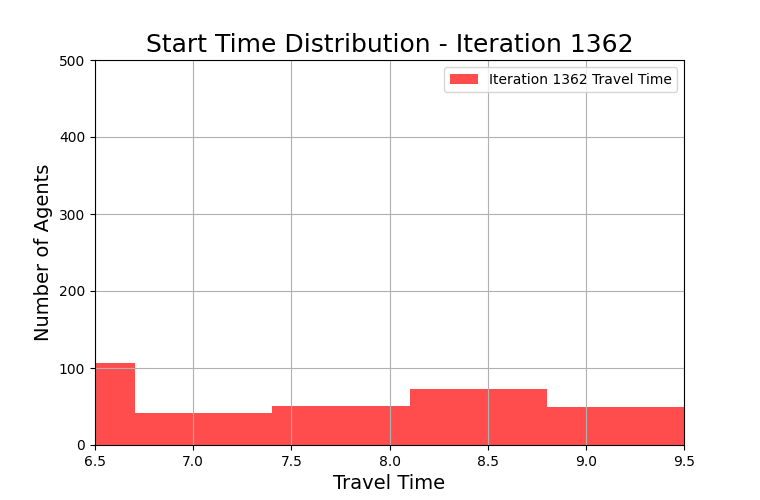 Start Time Distribution - Iteration 1362
Iteration 1362 Travel Time
Number of Agents
500
400
300
200
100
0
6.5 7.0 7.5 8.0 8.5 9.0 9.5
Travel Time